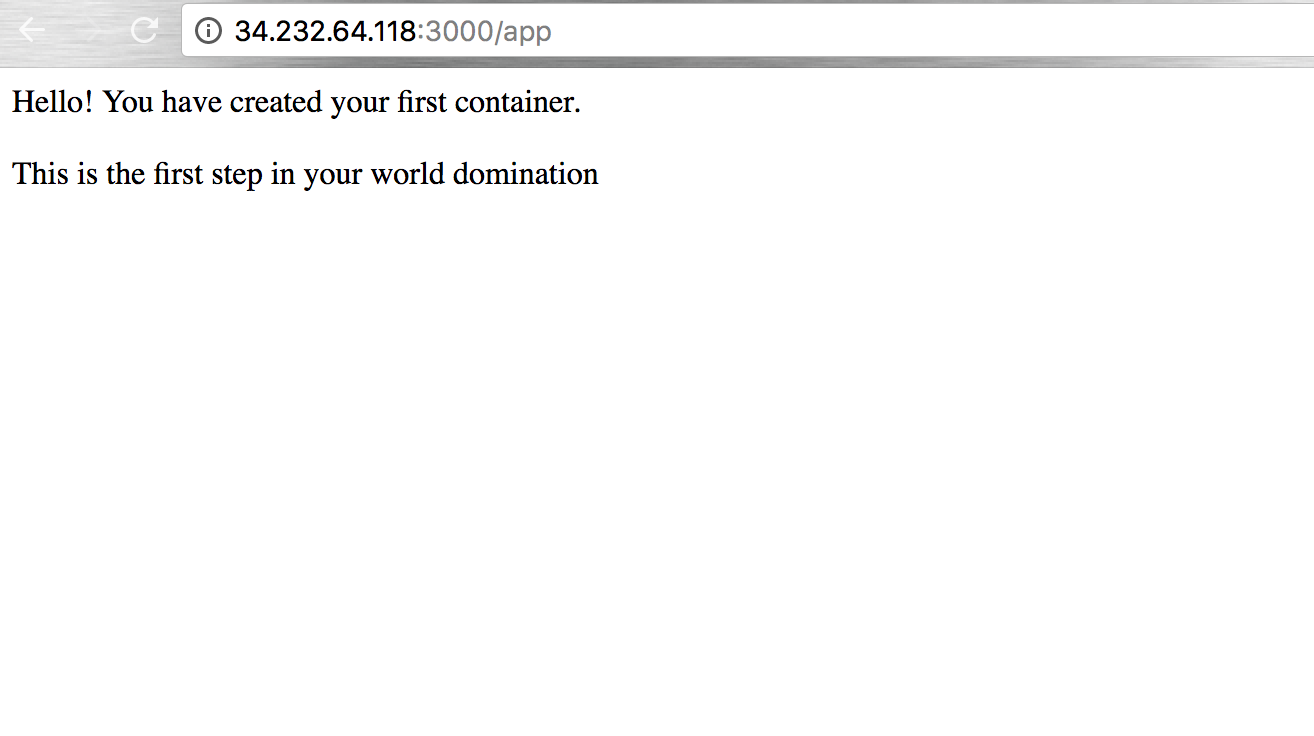 34.232.64.118:3000/app
Hello! You have created your first container.
This is the first step in your world domination